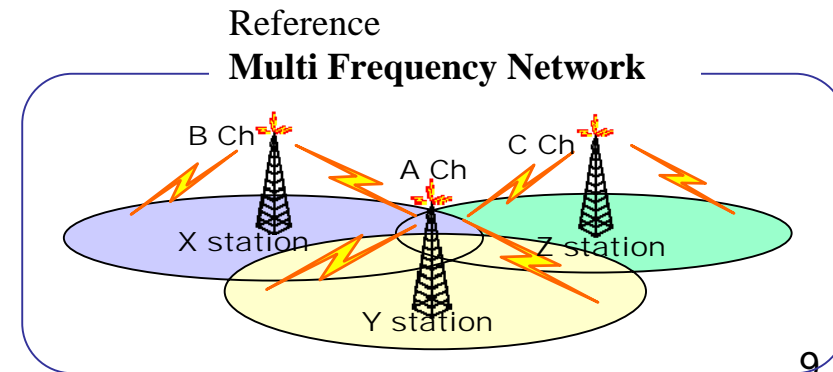 Reference
Multi Frequency Network
B Ch
A Ch
C Ch
X station
Z station
Y station
9